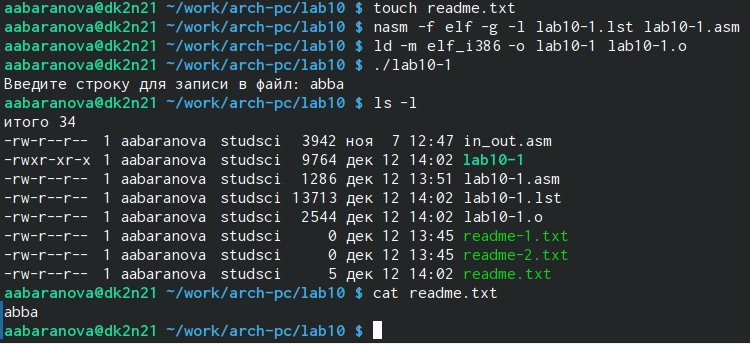 aabaranova@dk2n21 ~/work/arch-pc/lab10 $ touch readme.txt
aabaranova@dk2n21 ~/work/arch-pc/lab10 $ nasm -f elf -g -l lab10-1.lst lab10-1.asm
aabaranova@dk2n21 ~/work/arch-pc/lab10 $ ld -m elf_i386 -o lab10-1 lab10-1.o
aabaranova@dk2n21 ~/work/arch-pc/lab10 $ ./lab10-1
Введите строку для записи в файл: abba
aabaranova@dk2n21 ~/work/arch-pc/lab10 $ ls -l
итого 34
-rw-r--r-- 1 aabaranova studsci 3942 ноя 7 12:47 in_out.asm
-rwxr-xr-x 1 aabaranova studsci 9764 дек 12 14:02 lab10-1
-rw-r--r-- 1 aabaranova studsci 1286 дек 12 13:51 lab10-1.asm
-rw-r--r-- 1 aabaranova studsci 13713 дек 12 14:02 lab10-1.lst
-rw-r--r-- 1 aabaranova studsci 2544 дек 12 14:02 lab10-1.o
-rw-r--r-- 1 aabaranova studsci 0 дек 12 13:45 readme-1.txt
-rw-r--r-- 1 aabaranova studsci 0 дек 12 13:45 readme-2.txt
-rw-r--r-- 1 aabaranova studsci 5 дек 12 14:02 readme.txt
aabaranova@dk2n21 ~/work/arch-pc/lab10 $ cat readme.txt
abba
aabaranova@dk2n21 ~/work/arch-pc/lab10 $